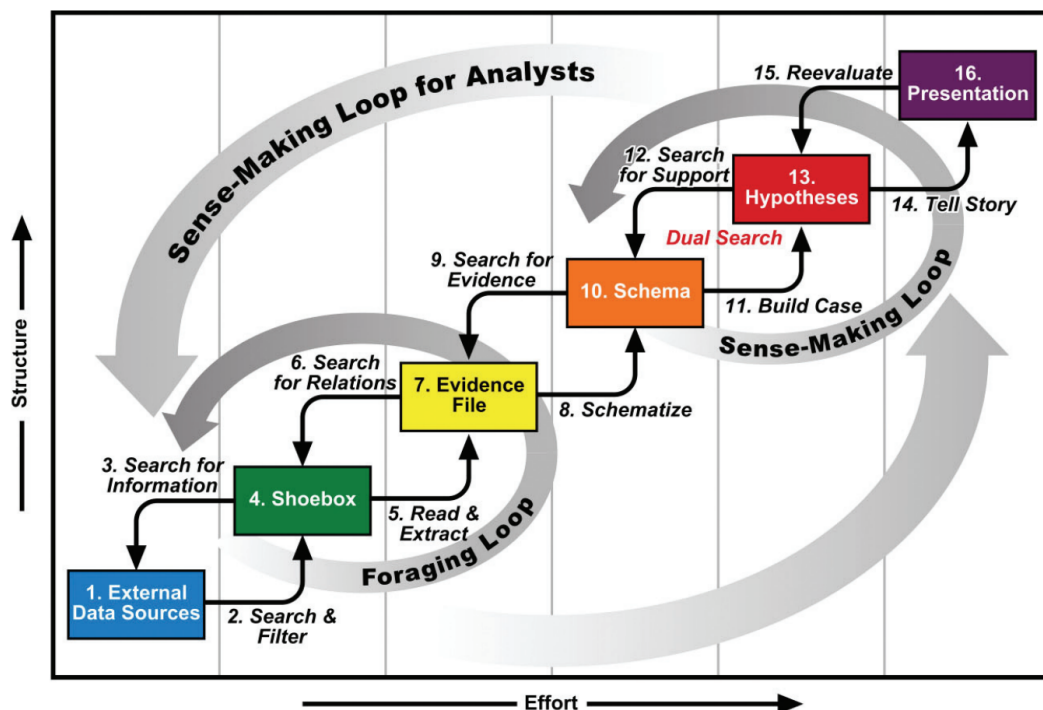 Sense-Making Loop for Analysts
15. Reevaluate
16.
Presentation
12. Search
for Support
13.
Hypotheses
14. Tell Story
Dual Search
9. Search for
Evidence
10. Schema
11. Build Case
Sense-Making Loop
6. Search
for Relations
7. Evidence
File
8. Schematize
3. Search for
Information
4. Shoebox
5. Read &
Extract
Foraging Loop
1. External
Data Sources
2. Search &
Filter
Structure
Effort